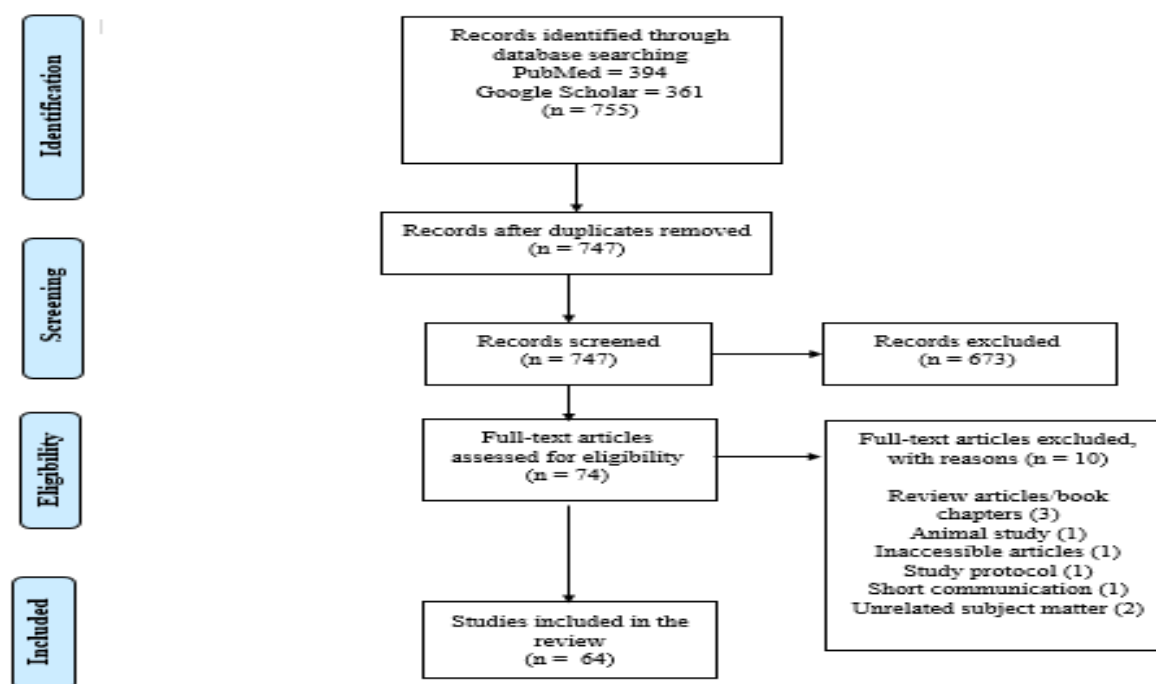 Identification
Records identified through
database searching
PubMed = 394
Google Scholar = 361
(n = 755)
Records after duplicates removed
(n = 747)
Screening
Records screened
(n = 747)
Records excluded
(n = 673)
Eligibility
Full-text articles
assessed for eligibility
(n = 74)
Full-text articles excluded,
with reasons (n = 10)
Review articles/book
chapters (3)
Animal study (1)
Inaccessible articles (1)
Study protocol (1)
Short communication (1)
Unrelated subject matter (2)
Included
Studies included in the
review
(n = 64)